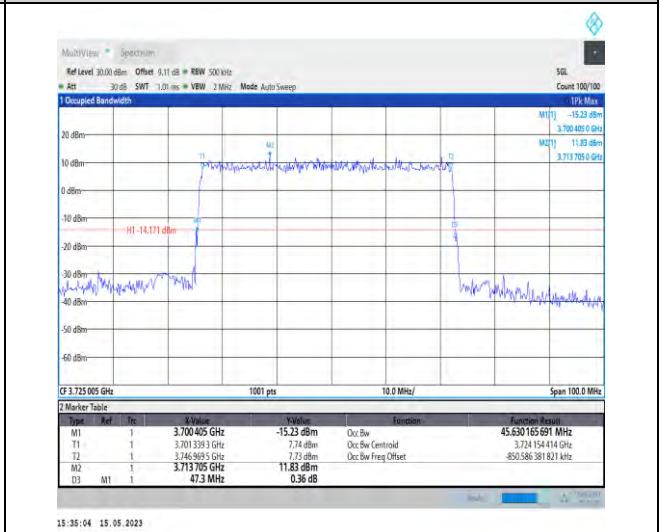 MultiView Spectrum
Ref Level 30.00 dBm Offset 9.11 dB RBW 500 kHz SGL
Att 30 dB SWT 1.01 ms VBW 2 MHz Mode Auto Sweep Count 100/100
1 Occupied Bandwidth 1Pk Max
M1[1] -15.23 dBm
3.700 405 0 GHz
20 dBm
M2[1] 11.83 dBm
3.713 705 0 GHz
M2
T1 T2
10 dBm
0 dBm
-10 dBm
M1 D3
H1 -14.171 dBm
-20 dBm
-30 dBm
-40 dBm
-50 dBm
-60 dBm
CF 3.725 005 GHz 1001 pts 10.0 MHz/ Span 100.0 MHz
2 Marker Table
Type Ref Trc X-Value Y-Value Function Function Result
M1 1 3.700 405 GHz -15.23 dBm Occ Bw 45.630 165 691 MHz
T1 1 3.701 339 3 GHz 7.74 dBm Occ Bw Centroid 3.724 154 414 GHz
T2 1 3.746 969 5 GHz 7.73 dBm Occ Bw Freq Offset -850.586 381 821 kHz
M2 1 3.713 705 GHz 11.83 dBm
D3 M1 1 47.3 MHz 0.36 dB
15:35:04 15.05.2023